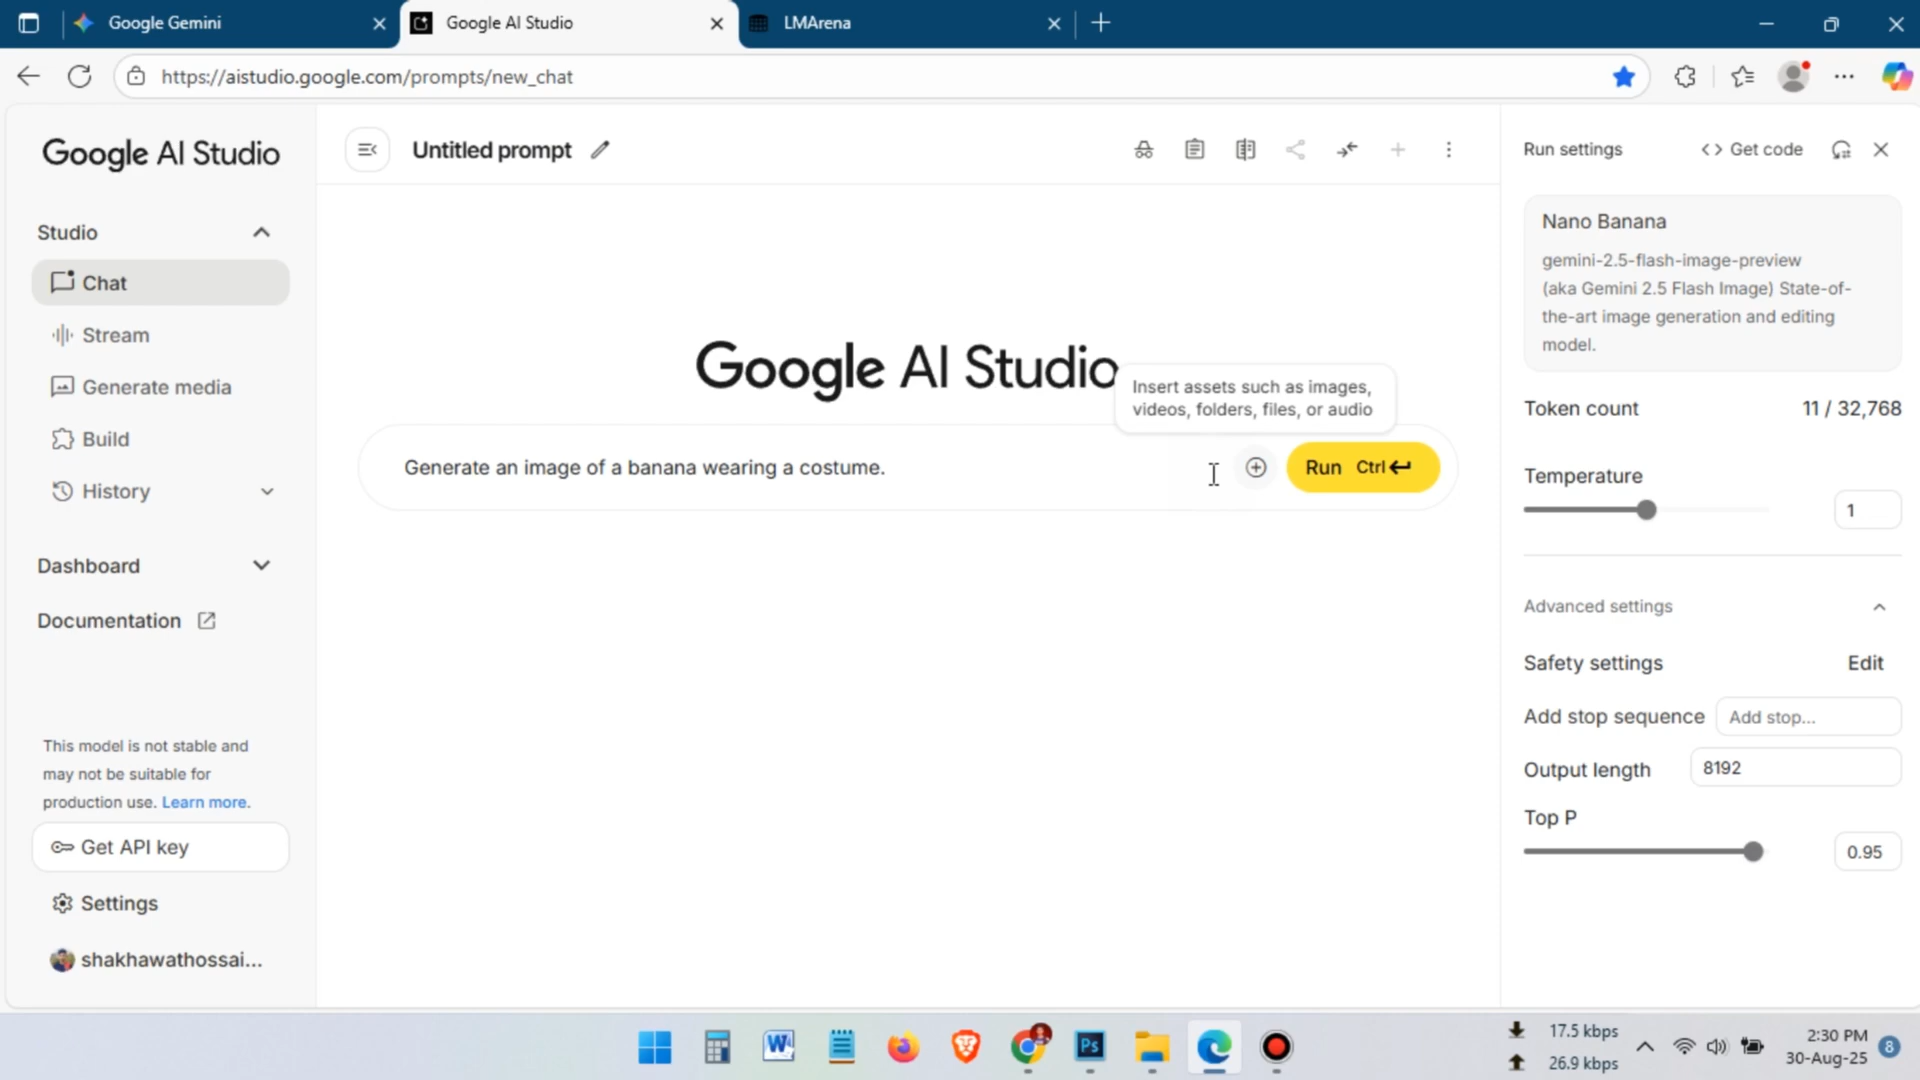 Google Gemini
Google AI Studio
LMArena
https://aistudio.google.com/prompts/new_chat
Google AI Studio
Studio
Chat
Stream
Generate media
Build
History
Dashboard
Documentation
This model is not stable and
may not be suitable for
production use. Learn more.
Get API key
Settings
shakhawathossai...
Untitled prompt
Google AI Studio
Insert assets such as images,
videos, folders, files, or audio
Generate an image of a banana wearing a costume.
Run Ctrl
Run settings
Get code
Nano Banana
gemini-2.5-flash-image-preview
(aka Gemini 2.5 Flash Image) State-of-
the-art image generation and editing
model.
Token count 11 / 32,768
Temperature
1
Advanced settings
Safety settings Edit
Add stop sequence Add stop...
Output length 8192
Top P
0.95
W
Ps
17.5 kbps
26.9 kbps
2:30 PM
30-Aug-25
8